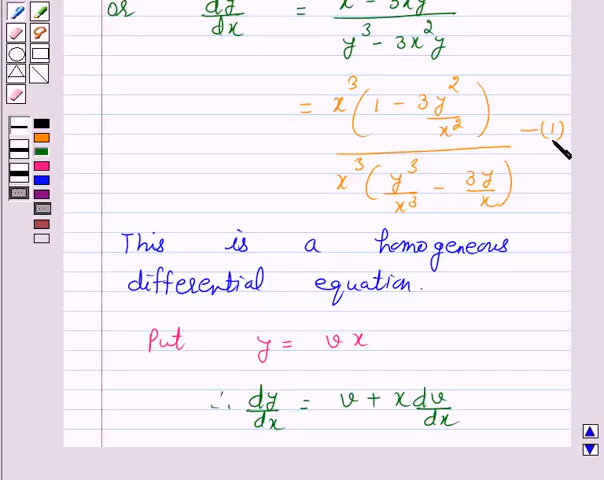 or dy/dx = x³ - 3xy² / y³ - 3x²y
= x³ (1 - 3y²/x²) / x³ (y³/x³ - 3y/x) —(1)
This is a homogeneous
differential equation.
Put y = vx
∴ dy/dx = v + x dv/dx